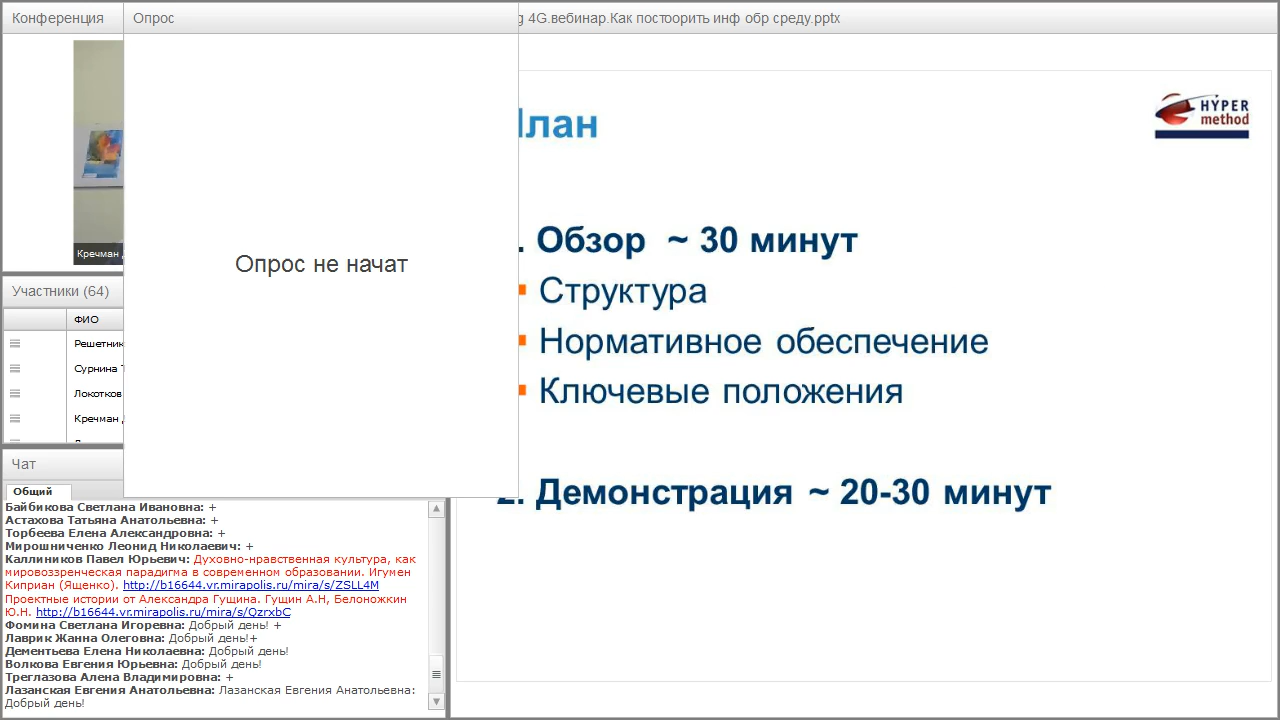 Конференция
Опрос
4G.вебинар.Как постоорить инф обр среду.pptx
Кречман
Опрос не начат
План
HYPER
method
. Обзор ~ 30 минут
Структура
Нормативное обеспечение
Ключевые положения
2. Демонстрация ~ 20-30 минут
Участники (64)
ФИО
Решетник
Сурнина Т
Локотков
Кречман
Чат
Общий
Байбикова Светлана Ивановна: +
Астахова Татьяна Анатольевна: +
Торбеева Елена Александровна: +
Мирошниченко Леонид Николаевич: +
Каллиников Павел Юрьевич: Духовно-нравственная культура, как
мировоззренческая парадигма в современном образовании. Игумен
Киприан (Ященко). http://b16644.vr.mirapolis.ru/mira/s/ZSLL4M
Проектные истории от Александра Гущина. Гущин А.Н, Белоножкин
Ю.Н. http://b16644.vr.mirapolis.ru/mira/s/QzrxbC
Фомина Светлана Игоревна: Добрый день! +
Лаврик Жанна Олеговна: Добрый день!+
Дементьева Елена Николаевна: Добрый день!
Волкова Евгения Юрьевна: Добрый день!
Треглазова Алена Владимировна: +
Лазанская Евгения Анатольевна: Лазанская Евгения Анатольевна:
Добрый день!